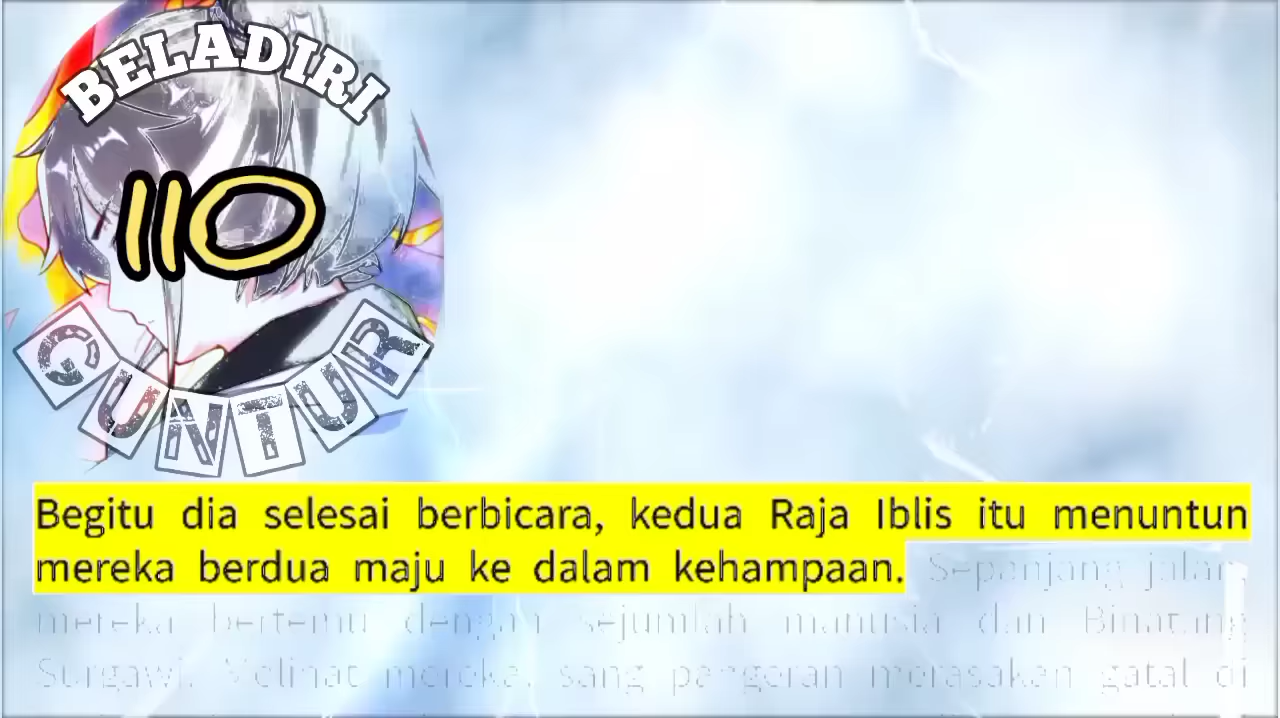 BELADIRI
110
GUNTUR
Begitu dia selesai berbicara, kedua Raja Iblis itu menuntun
mereka berdua maju ke dalam kehampaan. Sepanjang jalan,
mereka bertemu dengan sejumlah manusia dan Binatang
Surgawi. Melihat mereka, sang pangeran merasakan gatal di